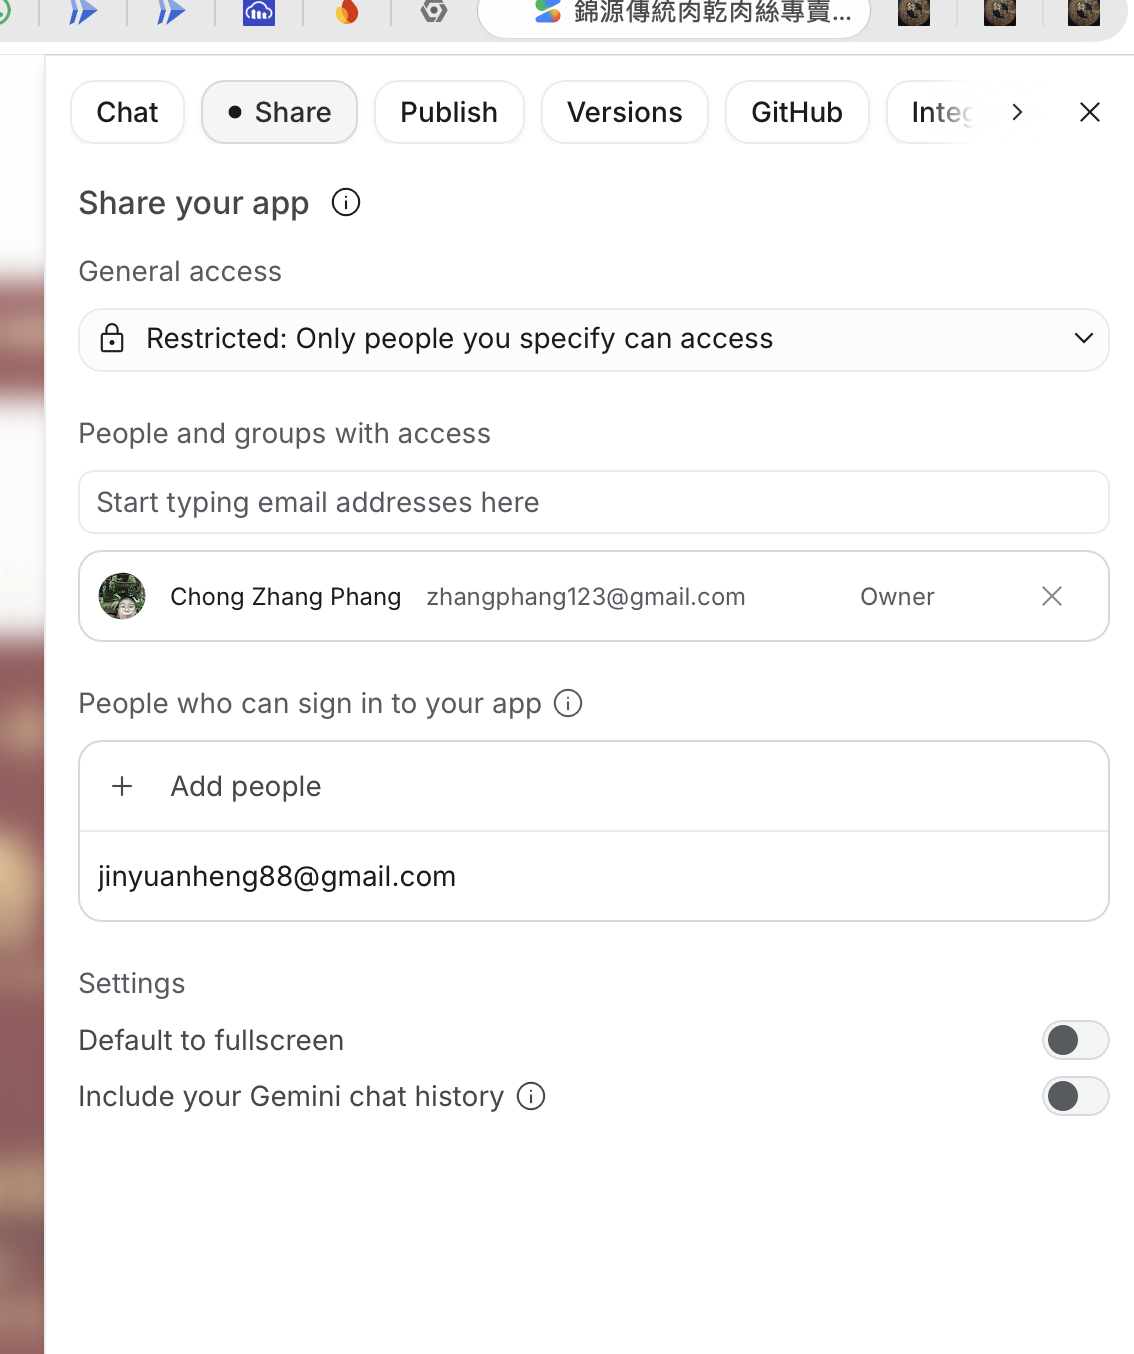 錦源傳統肉乾肉絲專賣...
Chat
Share
Publish
Versions
GitHub
Integ
Share your app
General access
Restricted: Only people you specify can access
People and groups with access
Start typing email addresses here
Chong Zhang Phang zhangphang123@gmail.com Owner
People who can sign in to your app
Add people
jinyuanheng88@gmail.com
Settings
Default to fullscreen
Include your Gemini chat history